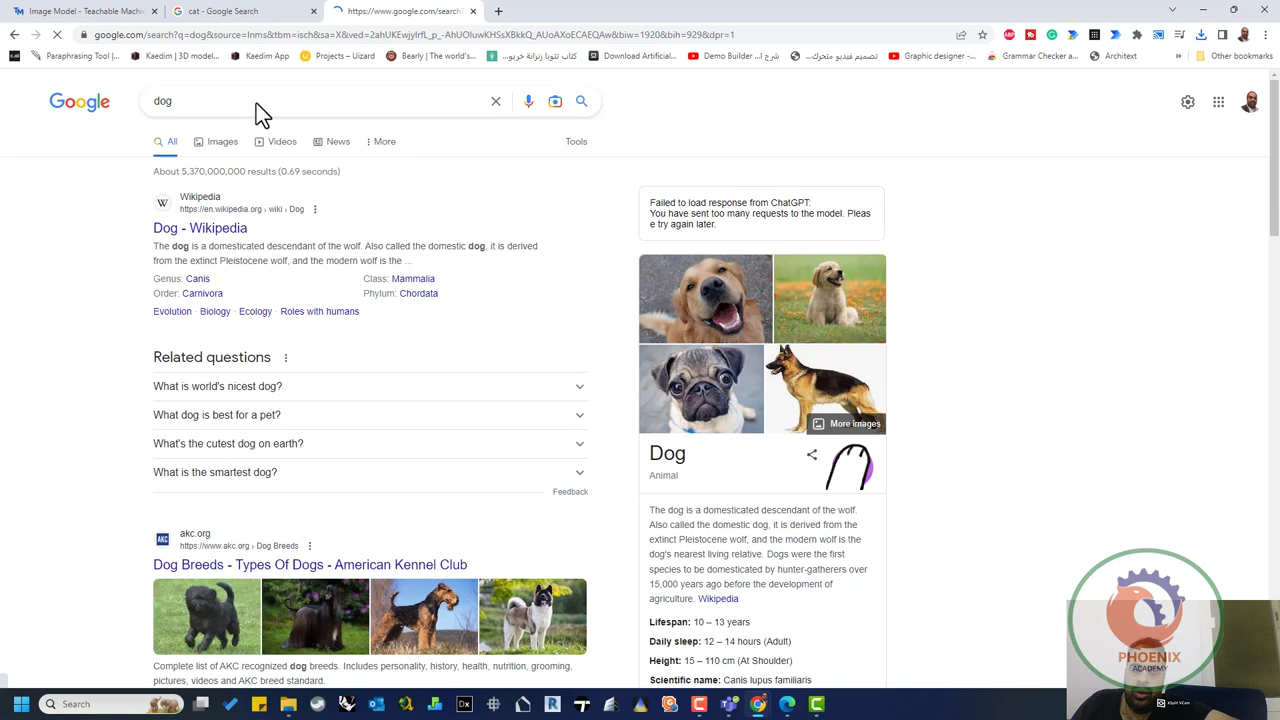 Image Model - Teachable Machi
cat - Google Search
https://www.google.com/search?
google.com/search?q=dog&source=lnms&tbm=isch&sa=X&ved=2ahUKEwjylrfL_p_-AhUOIuwKHSsXBkkQ_AUoAXoECAEQAw&biw=1920&bih=929&dpr=1
Paraphrasing Tool |...
Kaedim | 3D model...
Kaedim App
Projects – Uizard
Bearly | The world's...
Download Artificial...
Demo Builder ... شرح ا...
تصميم فيديو متحرك...
Graphic designer -...
Grammar Checker a...
Architext
Other bookmarks
Google
dog
All
Images
Videos
News
More
Tools
About 5,370,000,000 results (0.69 seconds)
W
Wikipedia
https://en.wikipedia.org › wiki › Dog
Dog - Wikipedia
The dog is a domesticated descendant of the wolf. Also called the domestic dog, it is derived
from the extinct Pleistocene wolf, and the modern wolf is the ...
Genus: Canis
Class: Mammalia
Order: Carnivora
Phylum: Chordata
Evolution · Biology · Ecology · Roles with humans
Related questions
What is world's nicest dog?
What dog is best for a pet?
What's the cutest dog on earth?
What is the smartest dog?
Feedback
AKC
akc.org
https://www.akc.org › Dog Breeds
Dog Breeds - Types Of Dogs - American Kennel Club
Complete list of AKC recognized dog breeds. Includes personality, history, health, nutrition, grooming,
pictures, videos and AKC breed standard.
Failed to load response from ChatGPT:
You have sent too many requests to the model. Pleas
e try again later.
More images
Dog
Animal
The dog is a domesticated descendant of the wolf.
Also called the domestic dog, it is derived from the
extinct Pleistocene wolf, and the modern wolf is the
dog's nearest living relative. Dogs were the first
species to be domesticated by hunter-gatherers over
15,000 years ago before the development of
agriculture. Wikipedia
Lifespan: 10 – 13 years
Daily sleep: 12 – 14 hours (Adult)
Height: 15 – 110 cm (At Shoulder)
Scientific name: Canis lupus familiaris
PHOENIX
ACADEMY
XSplit VCam
Search
Dx